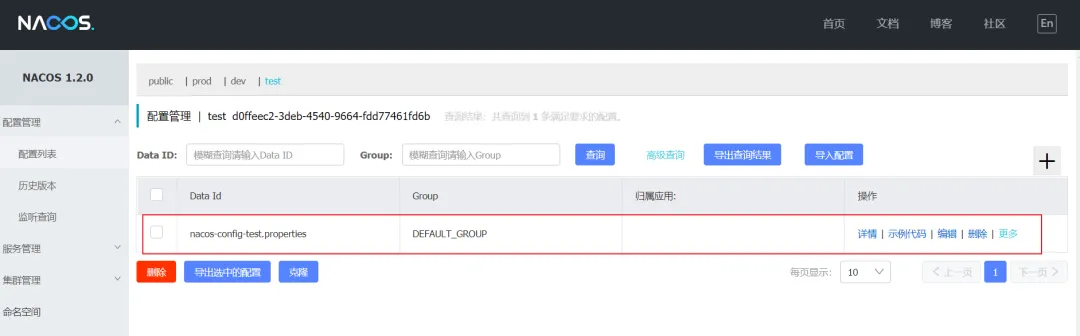 NACOS.
首页 文档 博客 社区 En
NACOS 1.2.0
配置管理
配置列表
历史版本
监听查询
服务管理
集群管理
命名空间
public | prod | dev | test
配置管理 | test d0ffeec2-3deb-4540-9664-fdd77461fd6b 查询结果：共查询到 1 条满足要求的配置。
Data ID: 模糊查询请输入Data ID Group: 模糊查询请输入Group 查询 高级查询 导出查询结果 导入配置 +
Data Id Group 归属应用: 操作
nacos-config-test.properties DEFAULT_GROUP 详情 | 示例代码 | 编辑 | 删除 | 更多
删除 导出选中的配置 克隆 每页显示: 10 < 上一页 1 下一页 >